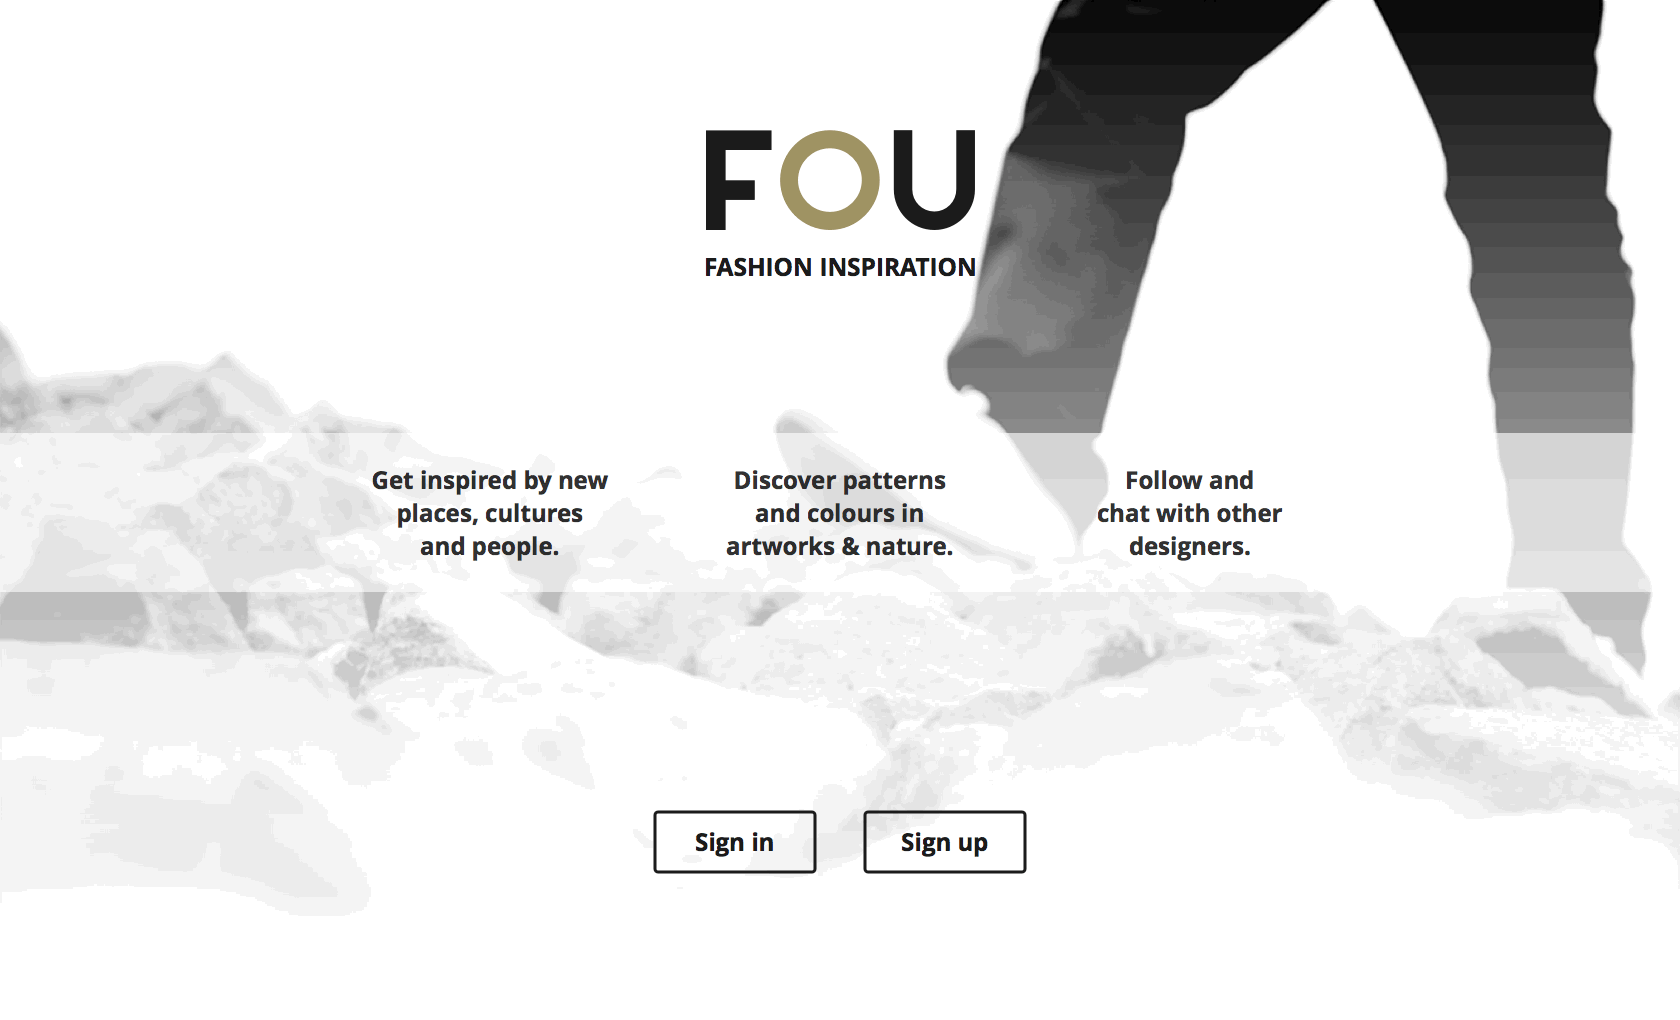 FOU
FASHION INSPIRATION
Get inspired by new
places, cultures
and people.
Discover patterns
and colours in
artworks & nature.
Follow and
chat with other
designers.
Sign in
Sign up